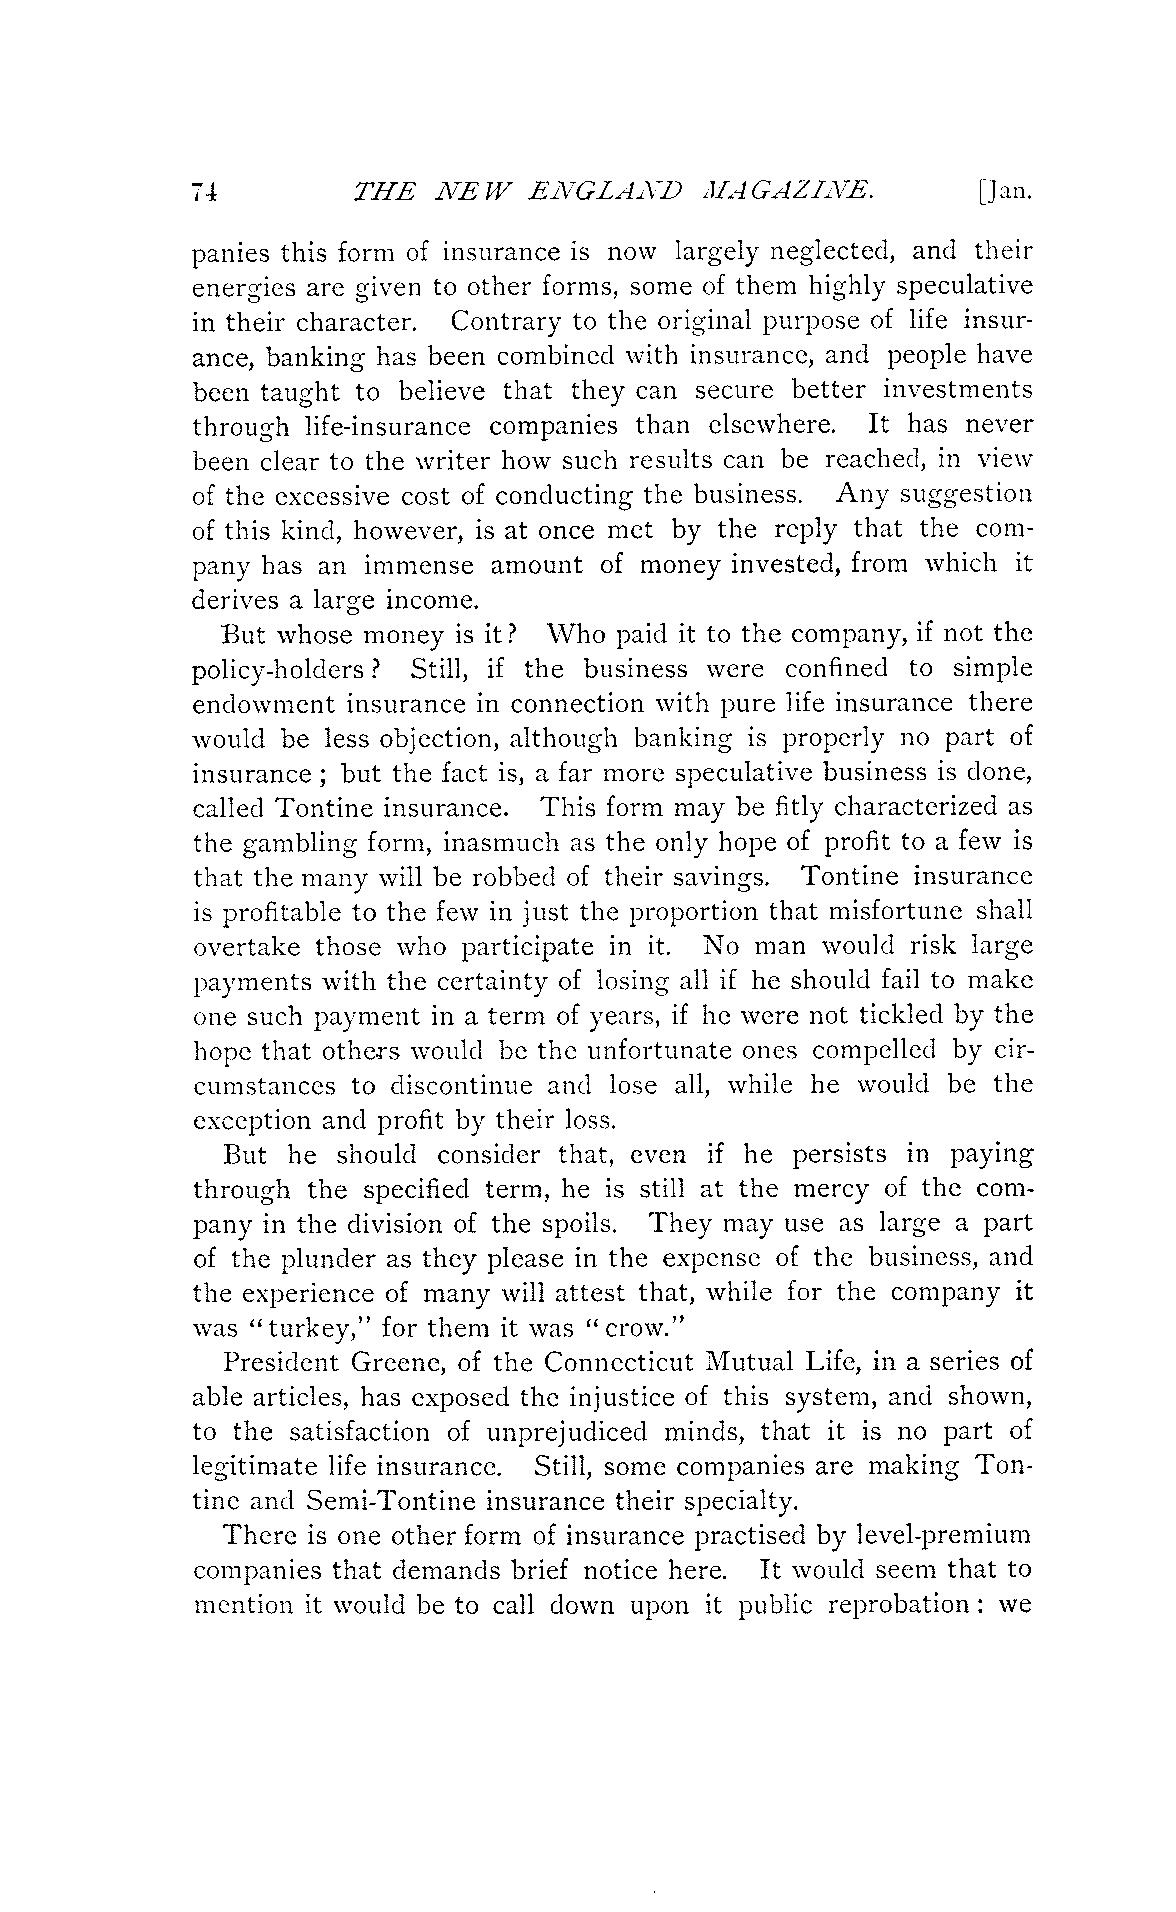 74 THE NEW ENGLAND MAGAZINE. [Jan.
panies this form of insurance is now largely neglected, and their
energies are given to other forms, some of them highly speculative
in their character. Contrary to the original purpose of life insur-
ance, banking has been combined with insurance, and people have
been taught to believe that they can secure better investments
through life-insurance companies than elsewhere. It has never
been clear to the writer how such results can be reached, in view
of the excessive cost of conducting the business. Any suggestion
of this kind, however, is at once met by the reply that the com-
pany has an immense amount of money invested, from which it
derives a large income.
But whose money is it? Who paid it to the company, if not the
policy-holders? Still, if the business were confined to simple
endowment insurance in connection with pure life insurance there
would be less objection, although banking is properly no part of
insurance; but the fact is, a far more speculative business is done,
called Tontine insurance. This form may be fitly characterized as
the gambling form, inasmuch as the only hope of profit to a few is
that the many will be robbed of their savings. Tontine insurance
is profitable to the few in just the proportion that misfortune shall
overtake those who participate in it. No man would risk large
payments with the certainty of losing all if he should fail to make
one such payment in a term of years, if he were not tickled by the
hope that others would be the unfortunate ones compelled by cir-
cumstances to discontinue and lose all, while he would be the
exception and profit by their loss.
But he should consider that, even if he persists in paying
through the specified term, he is still at the mercy of the com-
pany in the division of the spoils. They may use as large a part
of the plunder as they please in the expense of the business, and
the experience of many will attest that, while for the company it
was "turkey," for them it was "crow."
President Greene, of the Connecticut Mutual Life, in a series of
able articles, has exposed the injustice of this system, and shown,
to the satisfaction of unprejudiced minds, that it is no part of
legitimate life insurance. Still, some companies are making Ton-
tine and Semi-Tontine insurance their specialty.
There is one other form of insurance practised by level-premium
companies that demands brief notice here. It would seem that to
mention it would be to call down upon it public reprobation: we